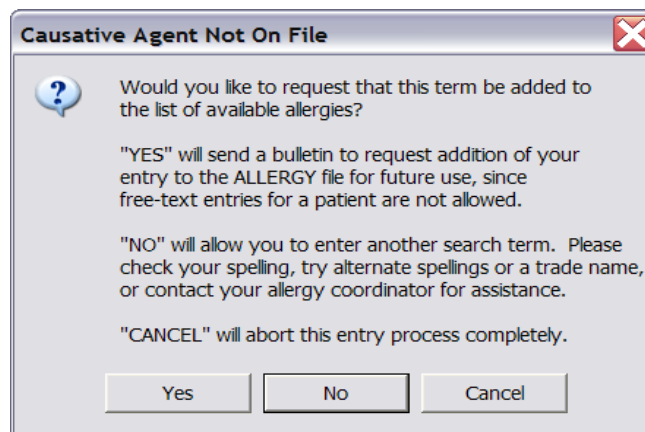 Causative Agent Not On File
Would you like to request that this term be added to
the list of available allergies?
"YES" will send a bulletin to request addition of your
entry to the ALLERGY file for future use, since
free-text entries for a patient are not allowed.
"NO" will allow you to enter another search term.  Please
check your spelling, try alternate spellings or a trade name,
or contact your allergy coordinator for assistance.
"CANCEL" will abort this entry process completely.
Yes No Cancel